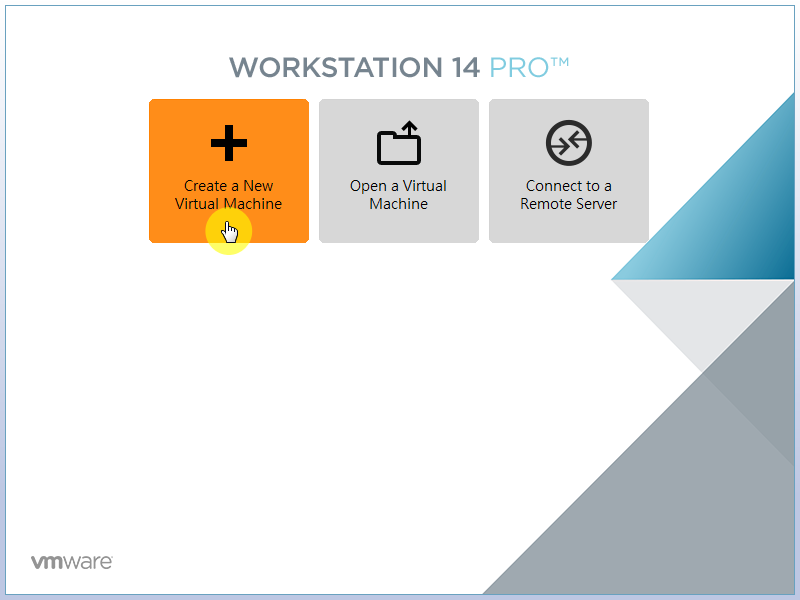 WORKSTATION 14 PRO™
Create a New
Virtual Machine
Open a Virtual
Machine
Connect to a
Remote Server
vmware